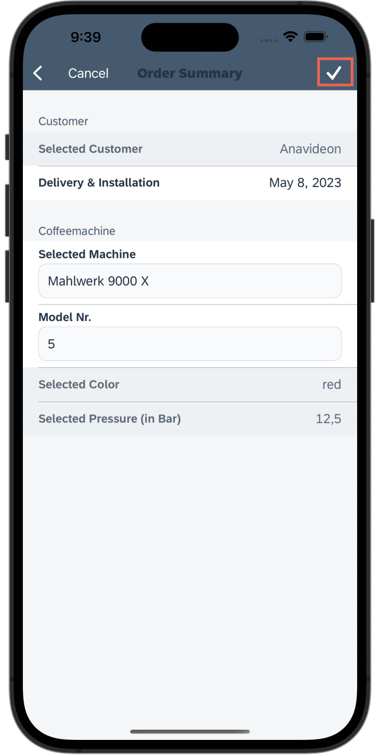 9:39
Cancel Order Summary
Customer
Selected Customer Anavideon
Delivery & Installation May 8, 2023
Coffeemachine
Selected Machine
Mahlwerk 9000 X
Model Nr.
5
Selected Color red
Selected Pressure (in Bar) 12,5